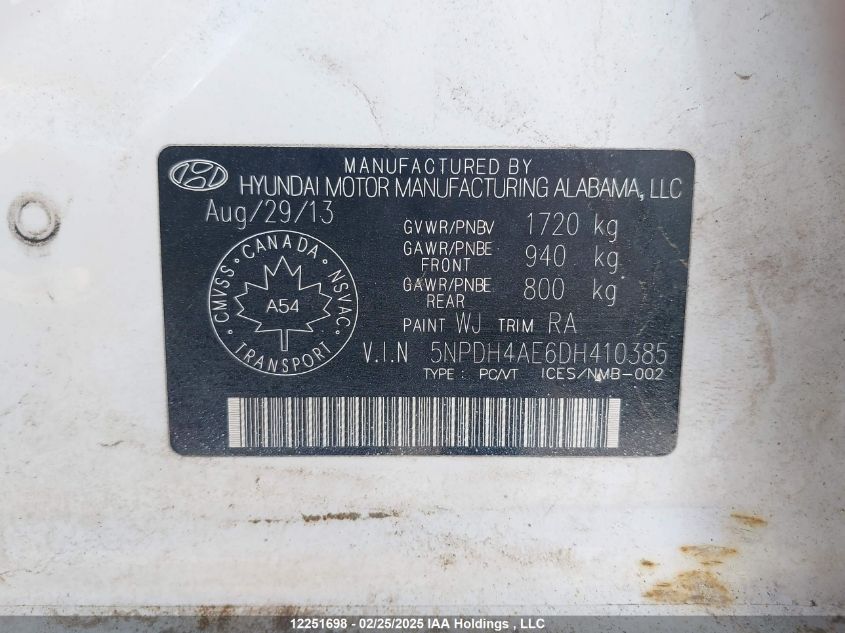 MANUFACTURED BY
HYUNDAI MOTOR MANUFACTURING ALABAMA, LLC
Aug/29/13
GVWR/PNBV 1720 kg
GAWR/PNBE FRONT 940 kg
GAWR/PNBE REAR 800 kg
PAINT WJ TRIM RA
V.I.N 5NPDH4AE6DH410385
TYPE : PC/VT ICES/NMB-002
CMVSS • CANADA • NSVAC
A54
TRANSPORT
12251698 - 02/25/2025 IAA Holdings , LLC